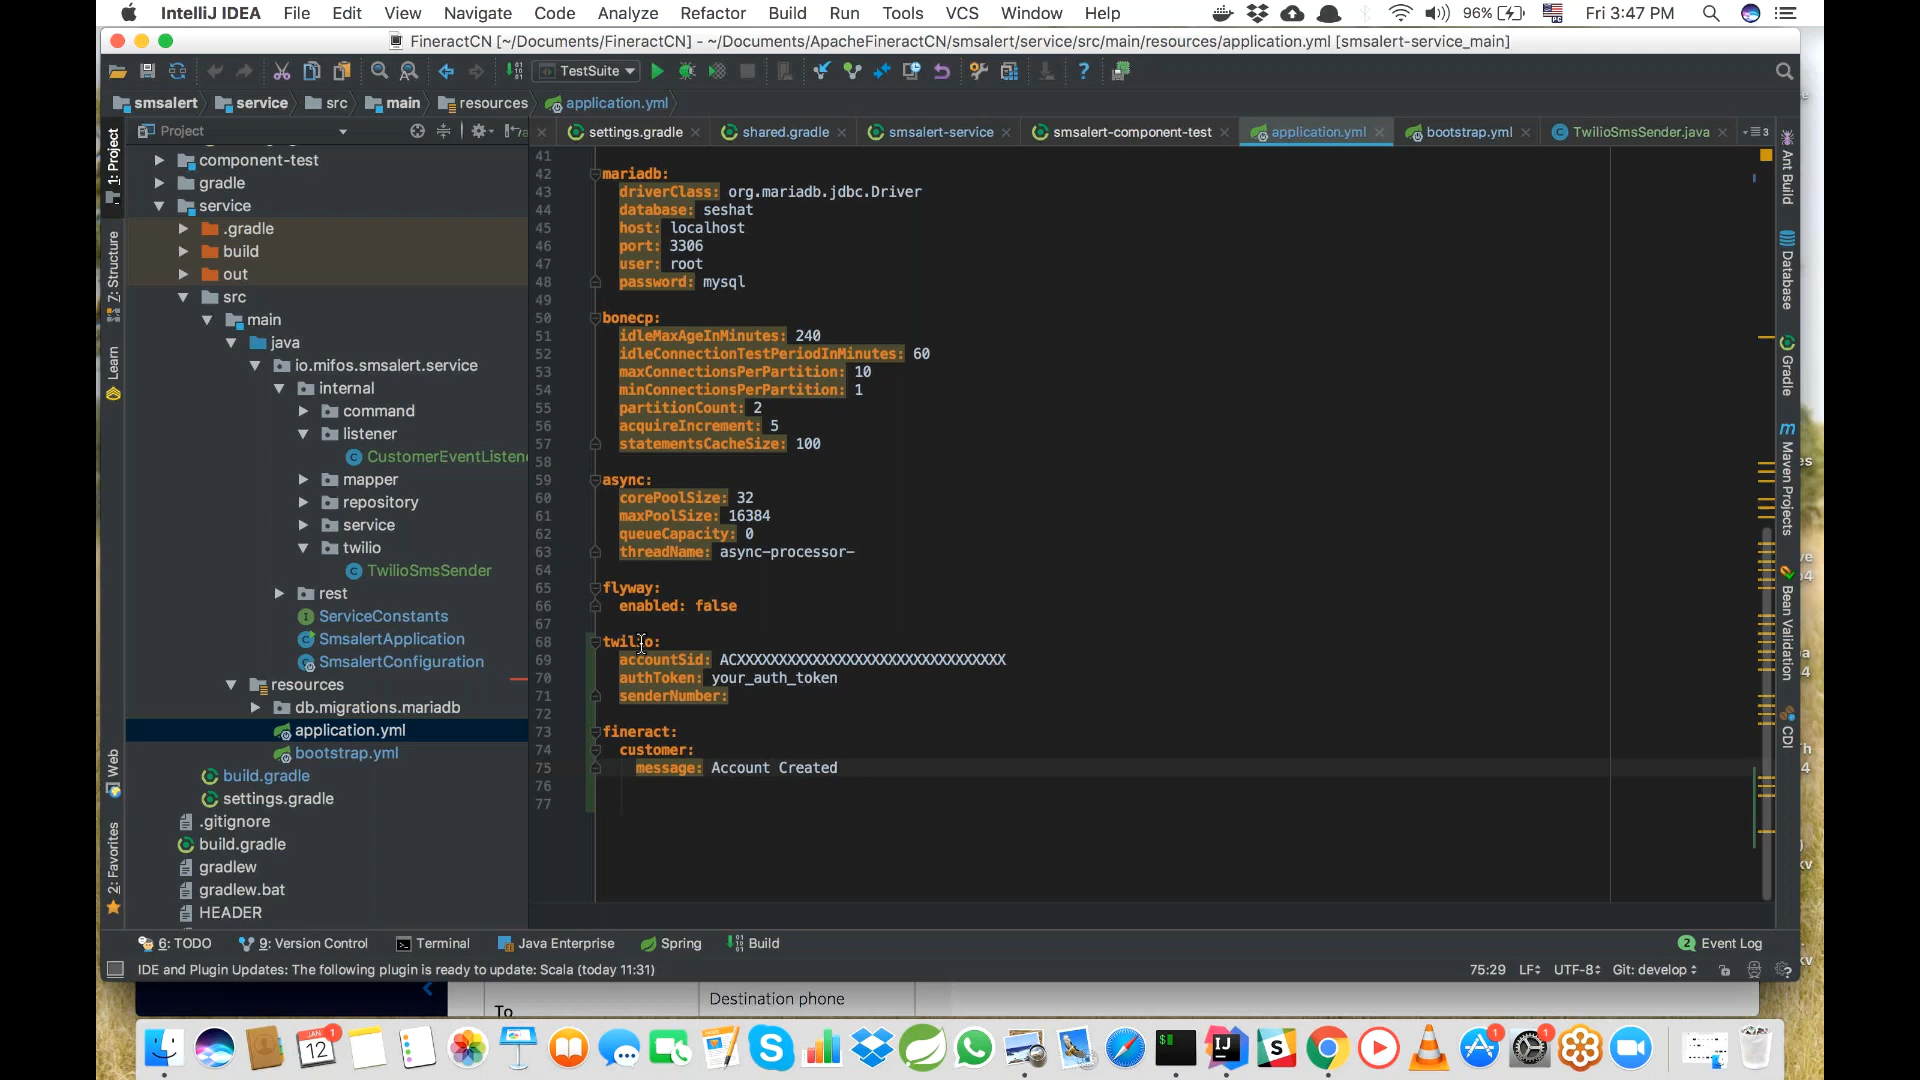 IntelliJ IDEA File Edit View Navigate Code Analyze Refactor Build Run Tools VCS Window Help 96% Fri 3:47 PM
FineractCN [~/Documents/FineractCN] - ~/Documents/ApacheFineractCN/smsalert/service/src/main/resources/application.yml [smsalert-service_main]
TestSuite
smsalert service src main resources application.yml
Project
settings.gradle shared.gradle smsalert-service smsalert-component-test application.yml bootstrap.yml TwilioSmsSender.java
1: Project
Z: Structure
Learn
Web
2: Favorites
component-test
gradle
service
.gradle
build
out
src
main
java
io.mifos.smsalert.service
internal
command
listener
CustomerEventListen
mapper
repository
service
twilio
TwilioSmsSender
rest
ServiceConstants
SmsalertApplication
SmsalertConfiguration
resources
db.migrations.mariadb
application.yml
bootstrap.yml
build.gradle
settings.gradle
.gitignore
build.gradle
gradlew
gradlew.bat
HEADER
41
42 mariadb:
43 driverClass: org.mariadb.jdbc.Driver
44 database: seshat
45 host: localhost
46 port: 3306
47 user: root
48 password: mysql
49
50 bonecp:
51 idleMaxAgeInMinutes: 240
52 idleConnectionTestPeriodInMinutes: 60
53 maxConnectionsPerPartition: 10
54 minConnectionsPerPartition: 1
55 partitionCount: 2
56 acquireIncrement: 5
57 statementsCacheSize: 100
58
59 async:
60 corePoolSize: 32
61 maxPoolSize: 16384
62 queueCapacity: 0
63 threadName: async-processor-
64
65 flyway:
66 enabled: false
67
68 twilio:
69 accountSid: ACXXXXXXXXXXXXXXXXXXXXXXXXXXXXXXXX
70 authToken: your_auth_token
71 senderNumber:
72
73 fineract:
74 customer:
75 message: Account Created
76
77
Ant Build
Database
Gradle
Maven Projects
Bean Validation
CDI
6: TODO 9: Version Control Terminal Java Enterprise Spring Build 2 Event Log
IDE and Plugin Updates: The following plugin is ready to update: Scala (today 11:31) 75:29 LF UTF-8 Git: develop
To
Destination phone
JAN
12